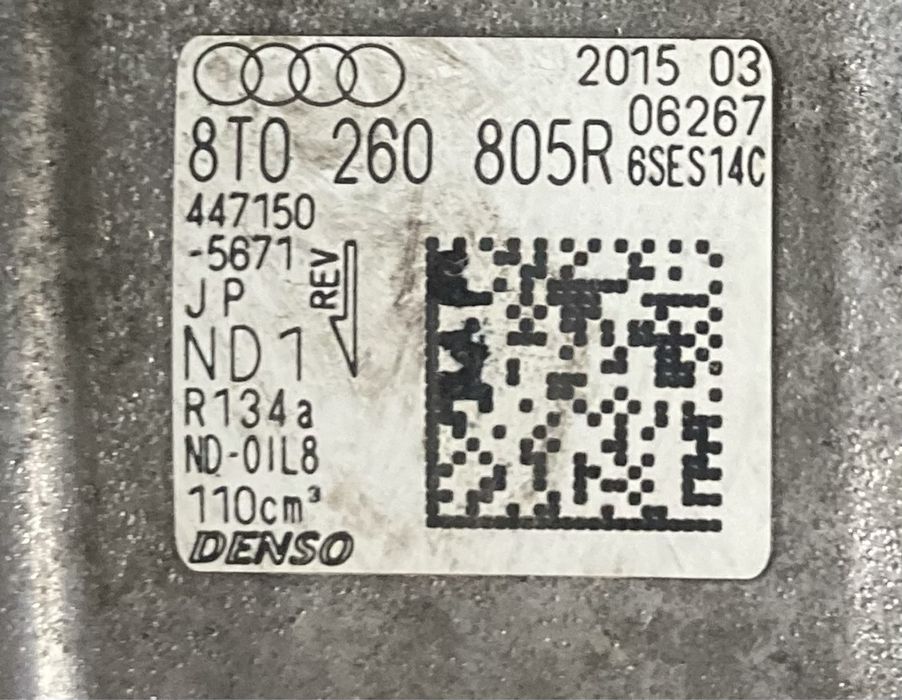 2015 03
06267
8T0 260 805R 6SES14C
447150
-5671
REV
JP
ND1
R134a
ND-OIL8
110cm³
DENSO